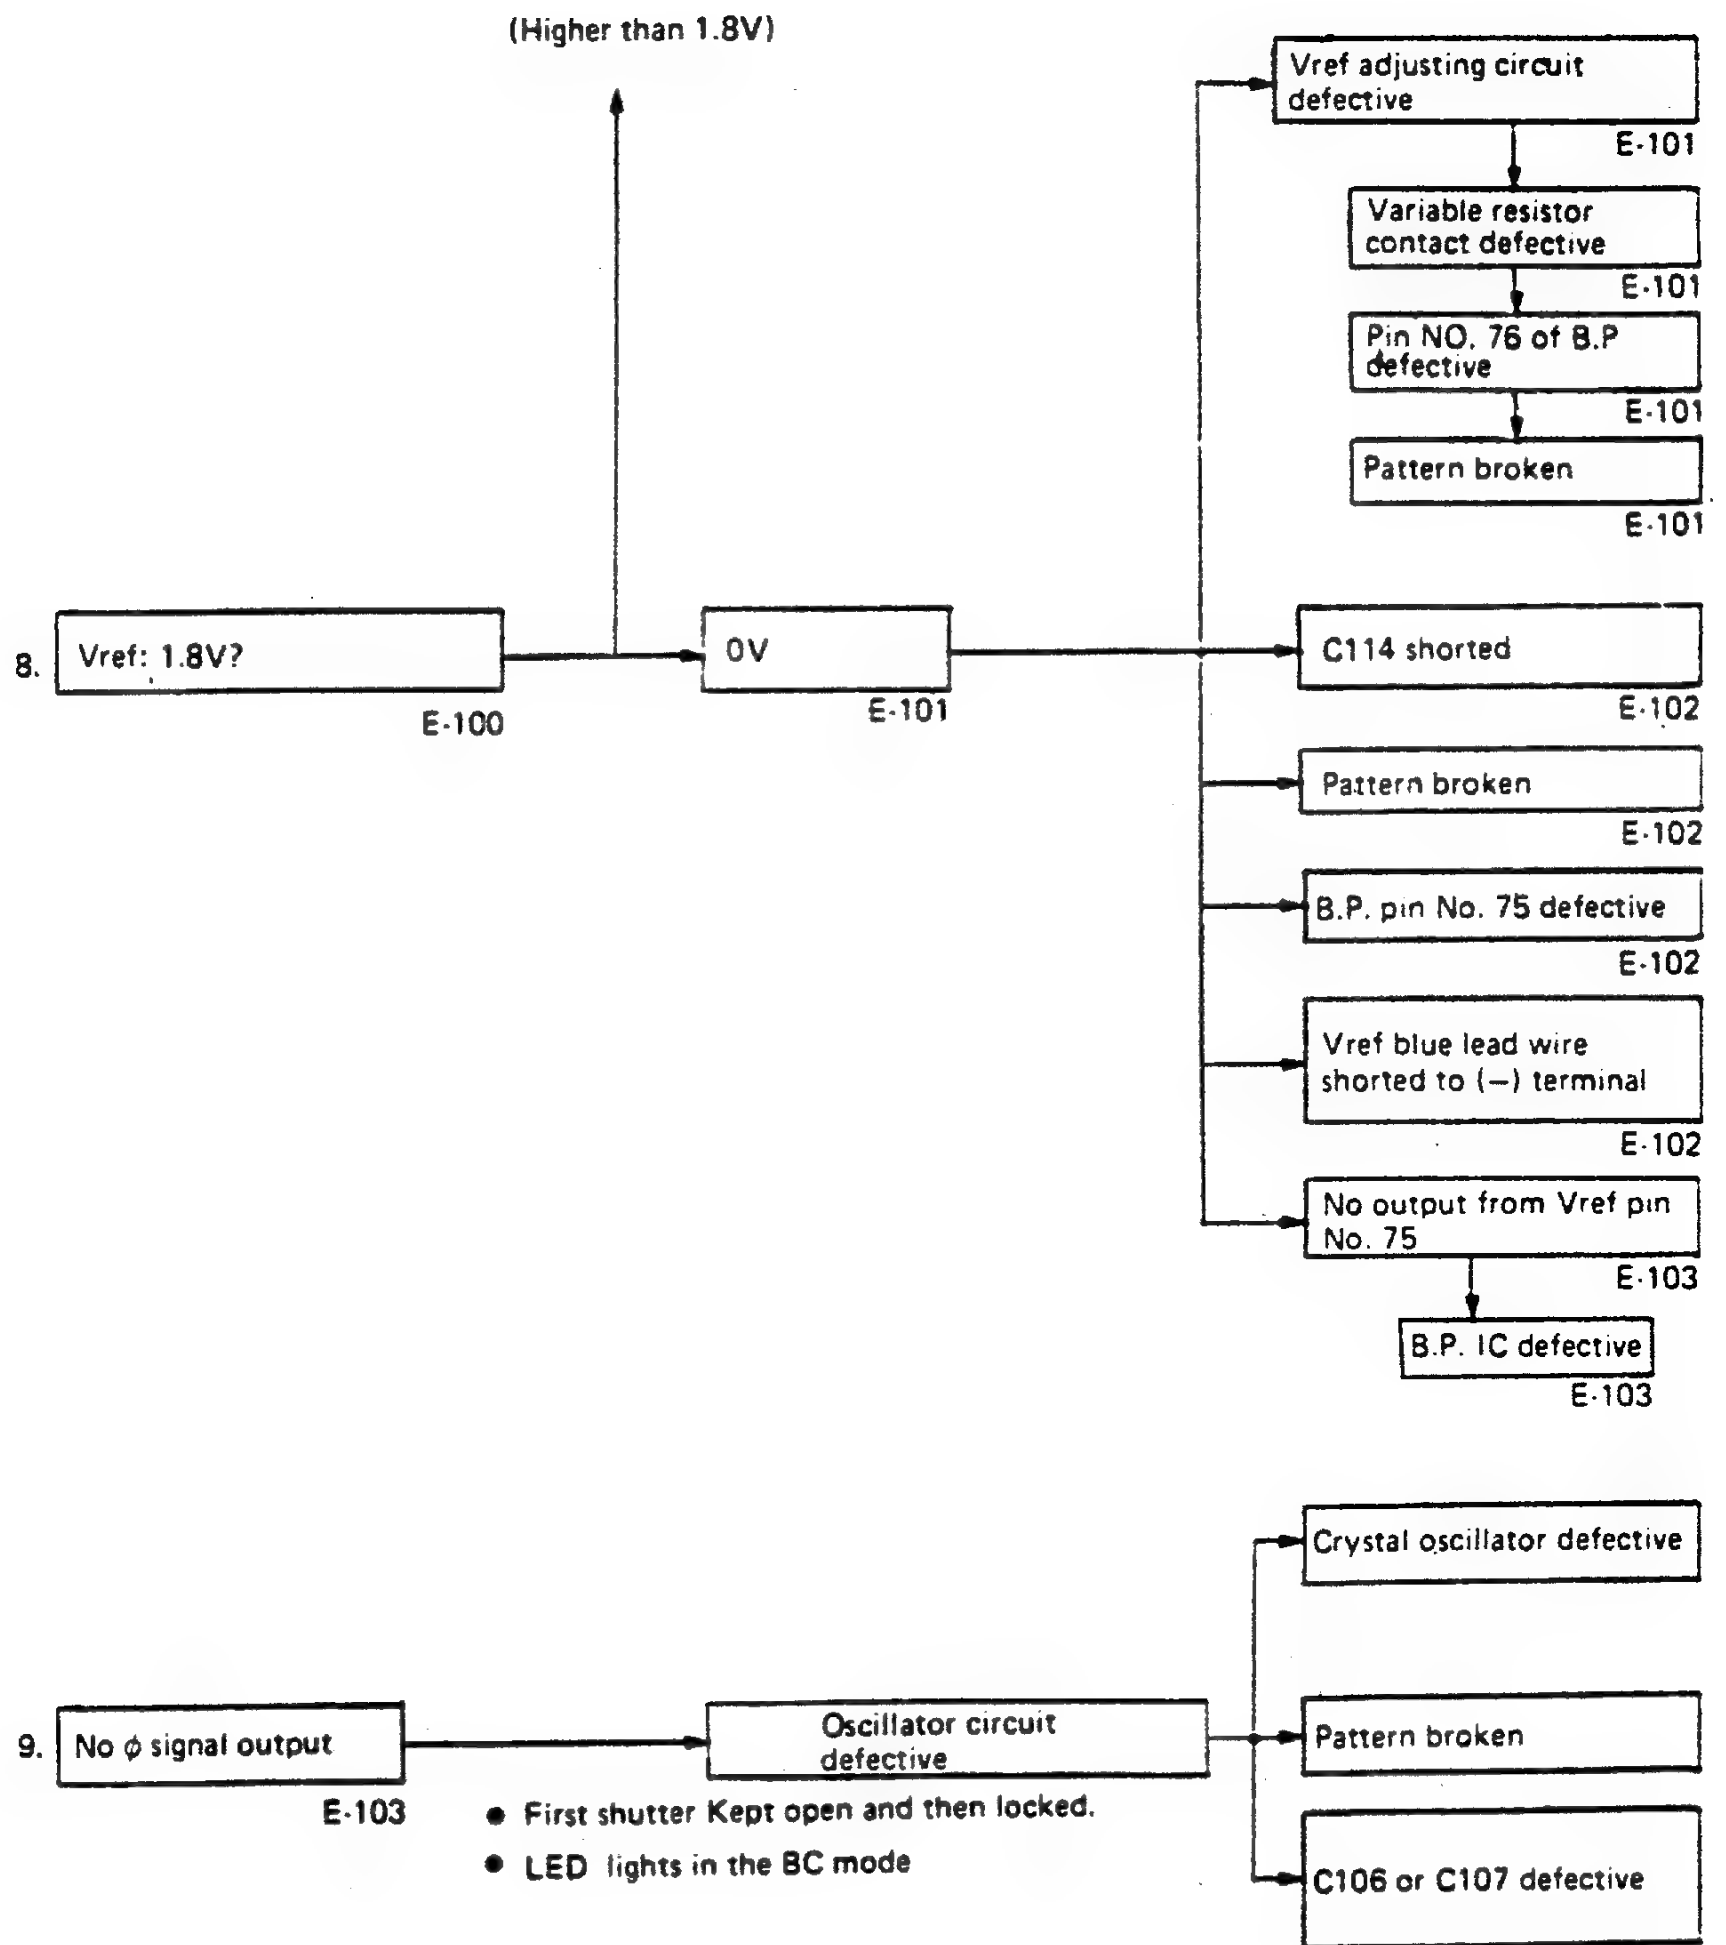 (Higher than 1.8V)
Vref adjusting circuit
defective
E-101
Variable resistor
contact defective
E-101
Pin NO. 76 of B.P
defective
E-101
Pattern broken
E-101
8.
Vref: 1.8V?
E-100
0V
E-101
C114 shorted
E-102
Pattern broken
E-102
B.P. pin No. 75 defective
E-102
Vref blue lead wire
shorted to (–) terminal
E-102
No output from Vref pin
No. 75
E-103
B.P. IC defective
E-103
9.
No ϕ signal output
E-103
Oscillator circuit
defective
● First shutter Kept open and then locked.
● LED lights in the BC mode
Crystal oscillator defective
Pattern broken
C106 or C107 defective